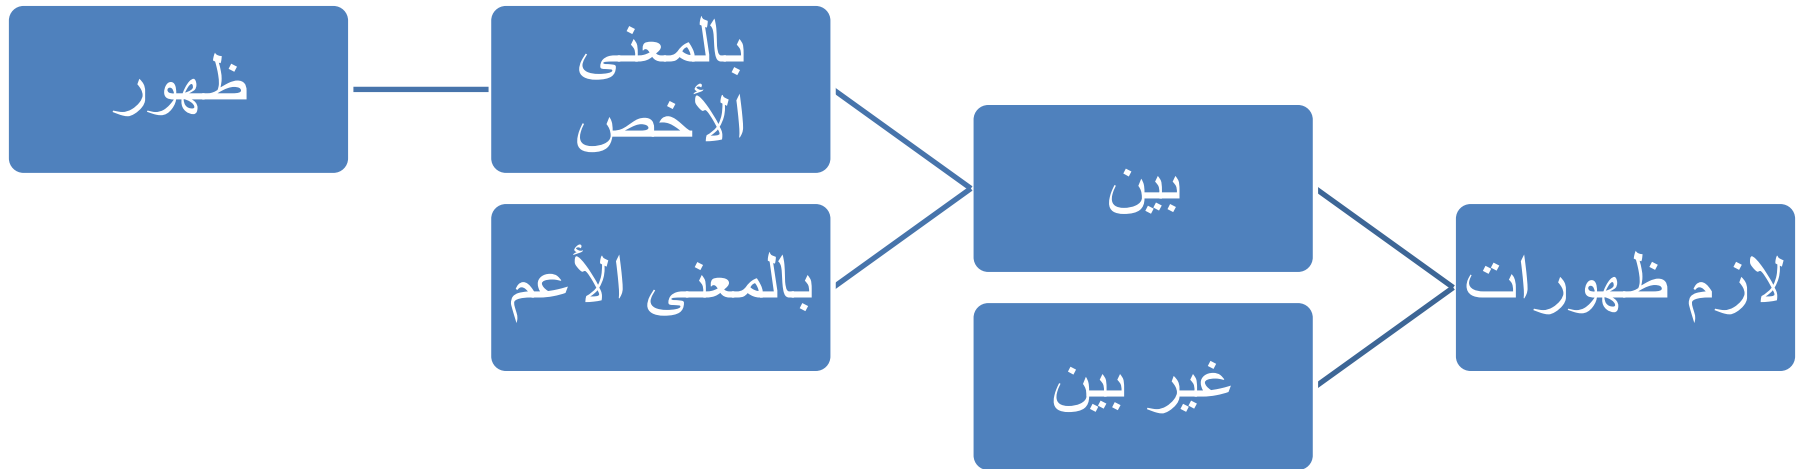 لازم ظهورات
بين
غير بين
بالمعنى
الأخص
بالمعنى الأعم
ظهور